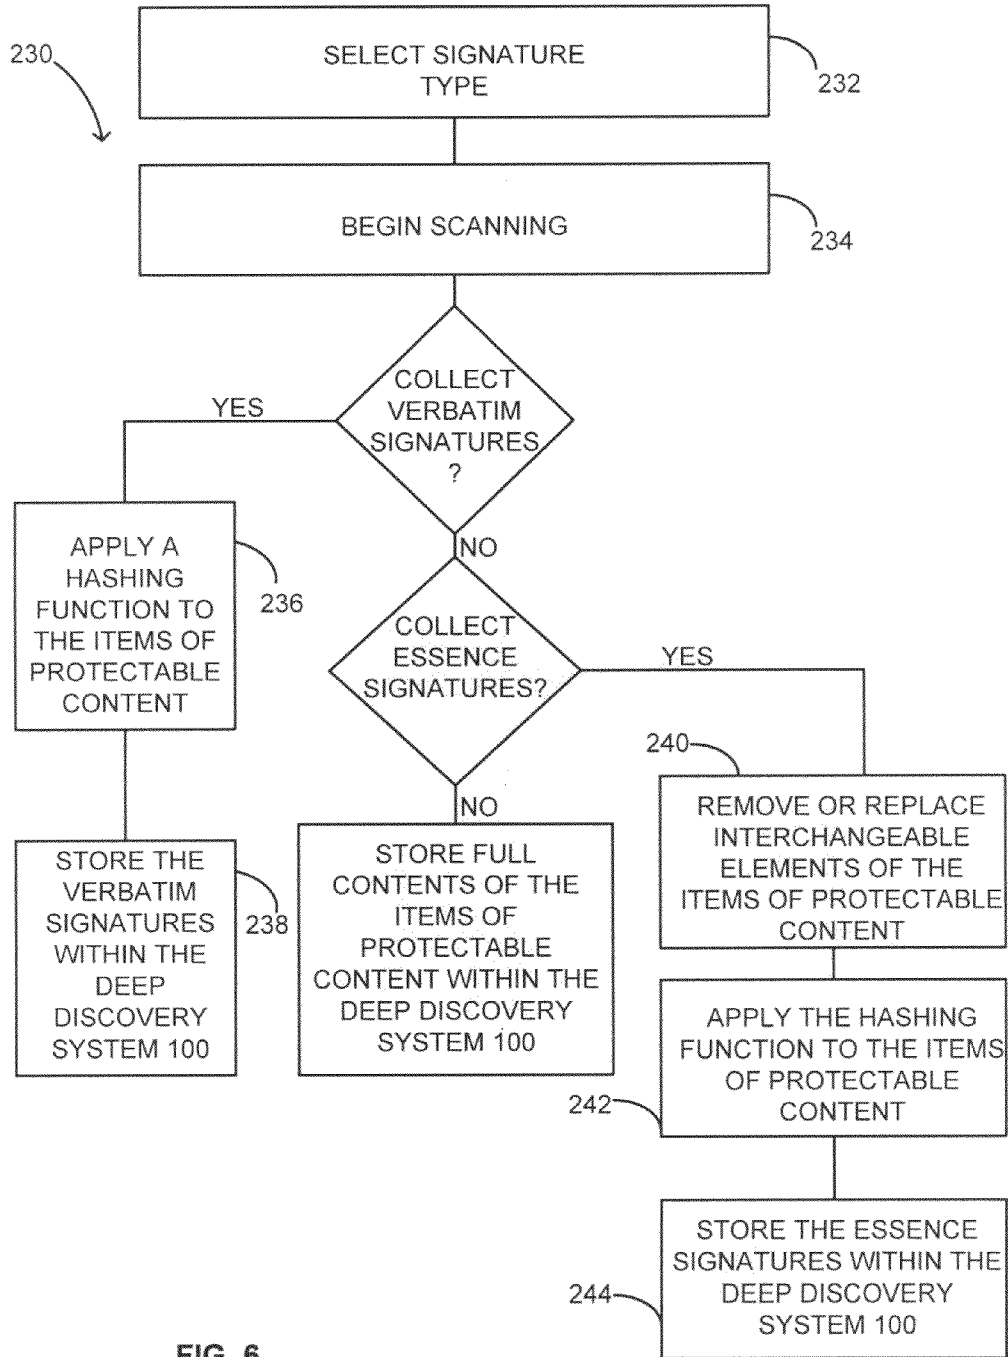 230
SELECT SIGNATURE
TYPE
232
BEGIN SCANNING
234
COLLECT
VERBATIM
SIGNATURES
?
YES
NO
APPLY A
HASHING
FUNCTION TO
THE ITEMS OF
PROTECTABLE
CONTENT
236
STORE THE
VERBATIM
SIGNATURES
WITHIN THE
DEEP
DISCOVERY
SYSTEM 100
238
COLLECT
ESSENCE
SIGNATURES?
YES
NO
STORE FULL
CONTENTS OF THE
ITEMS OF
PROTECTABLE
CONTENT WITHIN THE
DEEP DISCOVERY
SYSTEM 100
240
REMOVE OR REPLACE
INTERCHANGEABLE
ELEMENTS OF THE
ITEMS OF PROTECTABLE
CONTENT
APPLY THE HASHING
FUNCTION TO THE ITEMS
OF PROTECTABLE
CONTENT
242
STORE THE ESSENCE
SIGNATURES WITHIN THE
DEEP DISCOVERY
SYSTEM 100
244
FIG. 6